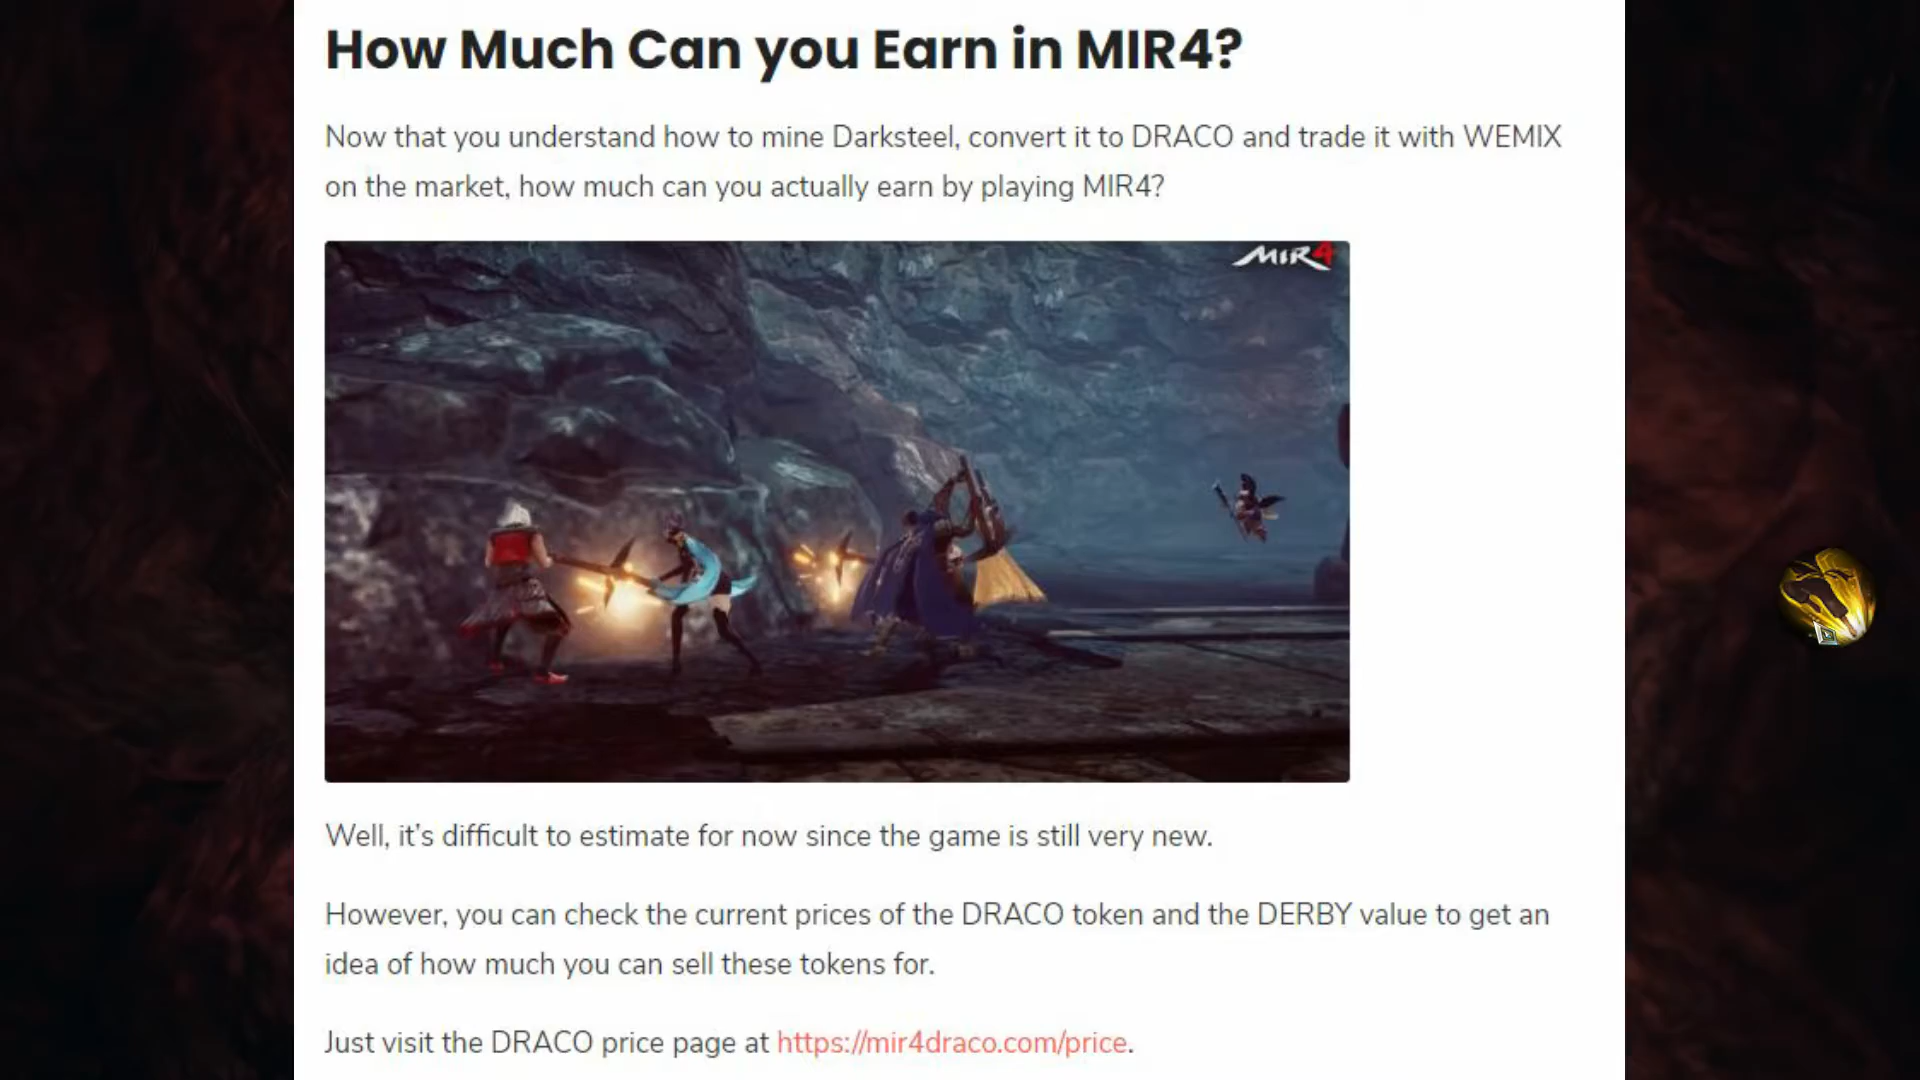 How Much Can you Earn in MIR4?
Now that you understand how to mine Darksteel, convert it to DRACO and trade it with WEMIX
on the market, how much can you actually earn by playing MIR4?
MIR4
Well, it's difficult to estimate for now since the game is still very new.
However, you can check the current prices of the DRACO token and the DERBY value to get an
idea of how much you can sell these tokens for.
Just visit the DRACO price page at https://mir4draco.com/price.